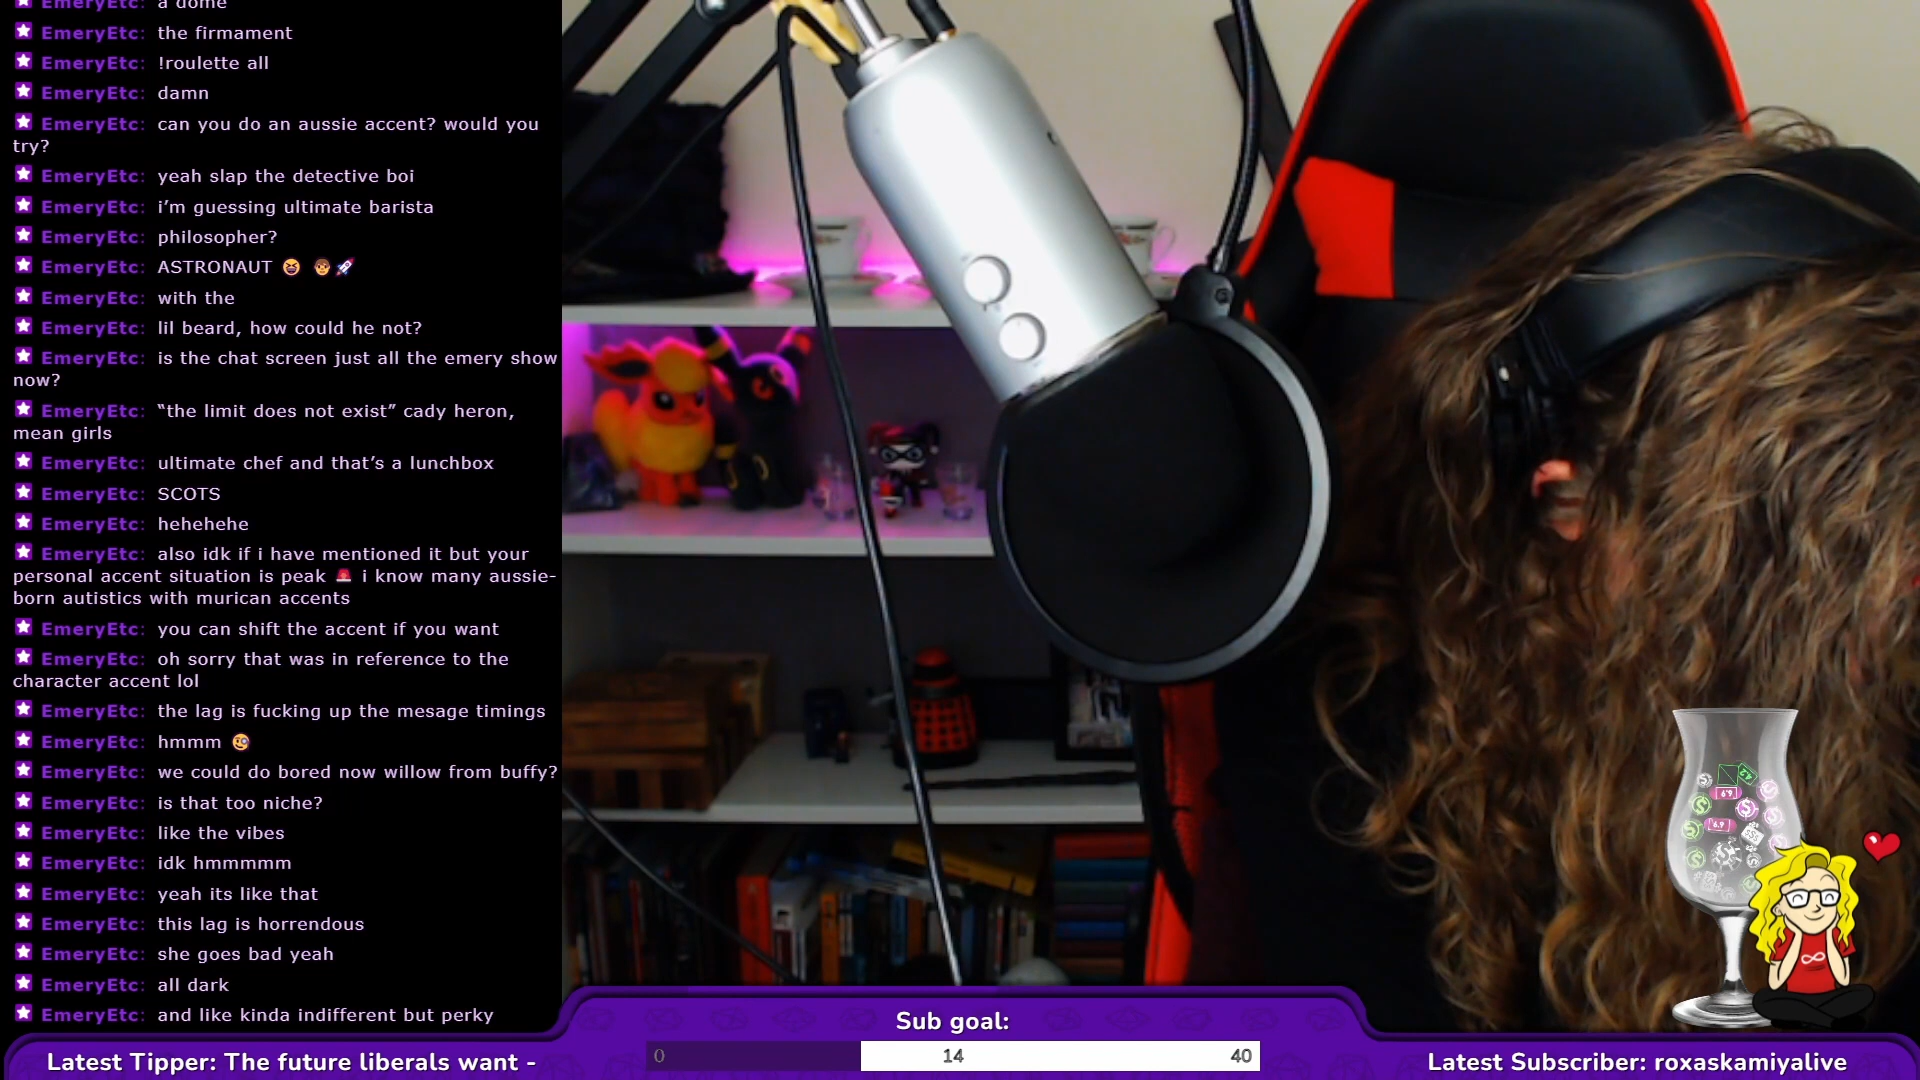 EmeryEtc: a dome
EmeryEtc: the firmament
EmeryEtc: !roulette all
EmeryEtc: damn
EmeryEtc: can you do an aussie accent? would you
try?
EmeryEtc: yeah slap the detective boi
EmeryEtc: i’m guessing ultimate barista
EmeryEtc: philosopher?
EmeryEtc: ASTRONAUT 😆 👨🏽‍🚀
EmeryEtc: with the
EmeryEtc: lil beard, how could he not?
EmeryEtc: is the chat screen just all the emery show
now?
EmeryEtc: “the limit does not exist” cady heron,
mean girls
EmeryEtc: ultimate chef and that’s a lunchbox
EmeryEtc: SCOTS
EmeryEtc: hehehehe
EmeryEtc: also idk if i have mentioned it but your
personal accent situation is peak 🚨 i know many aussie-
born autistics with murican accents
EmeryEtc: you can shift the accent if you want
EmeryEtc: oh sorry that was in reference to the
character accent lol
EmeryEtc: the lag is fucking up the mesage timings
EmeryEtc: hmmm 🧐
EmeryEtc: we could do bored now willow from buffy?
EmeryEtc: is that too niche?
EmeryEtc: like the vibes
EmeryEtc: idk hmmmmm
EmeryEtc: yeah its like that
EmeryEtc: this lag is horrendous
EmeryEtc: she goes bad yeah
EmeryEtc: all dark
EmeryEtc: and like kinda indifferent but perky
Sub goal:
0 14 40
Latest Tipper: The future liberals want -
Latest Subscriber: roxaskamiyalive